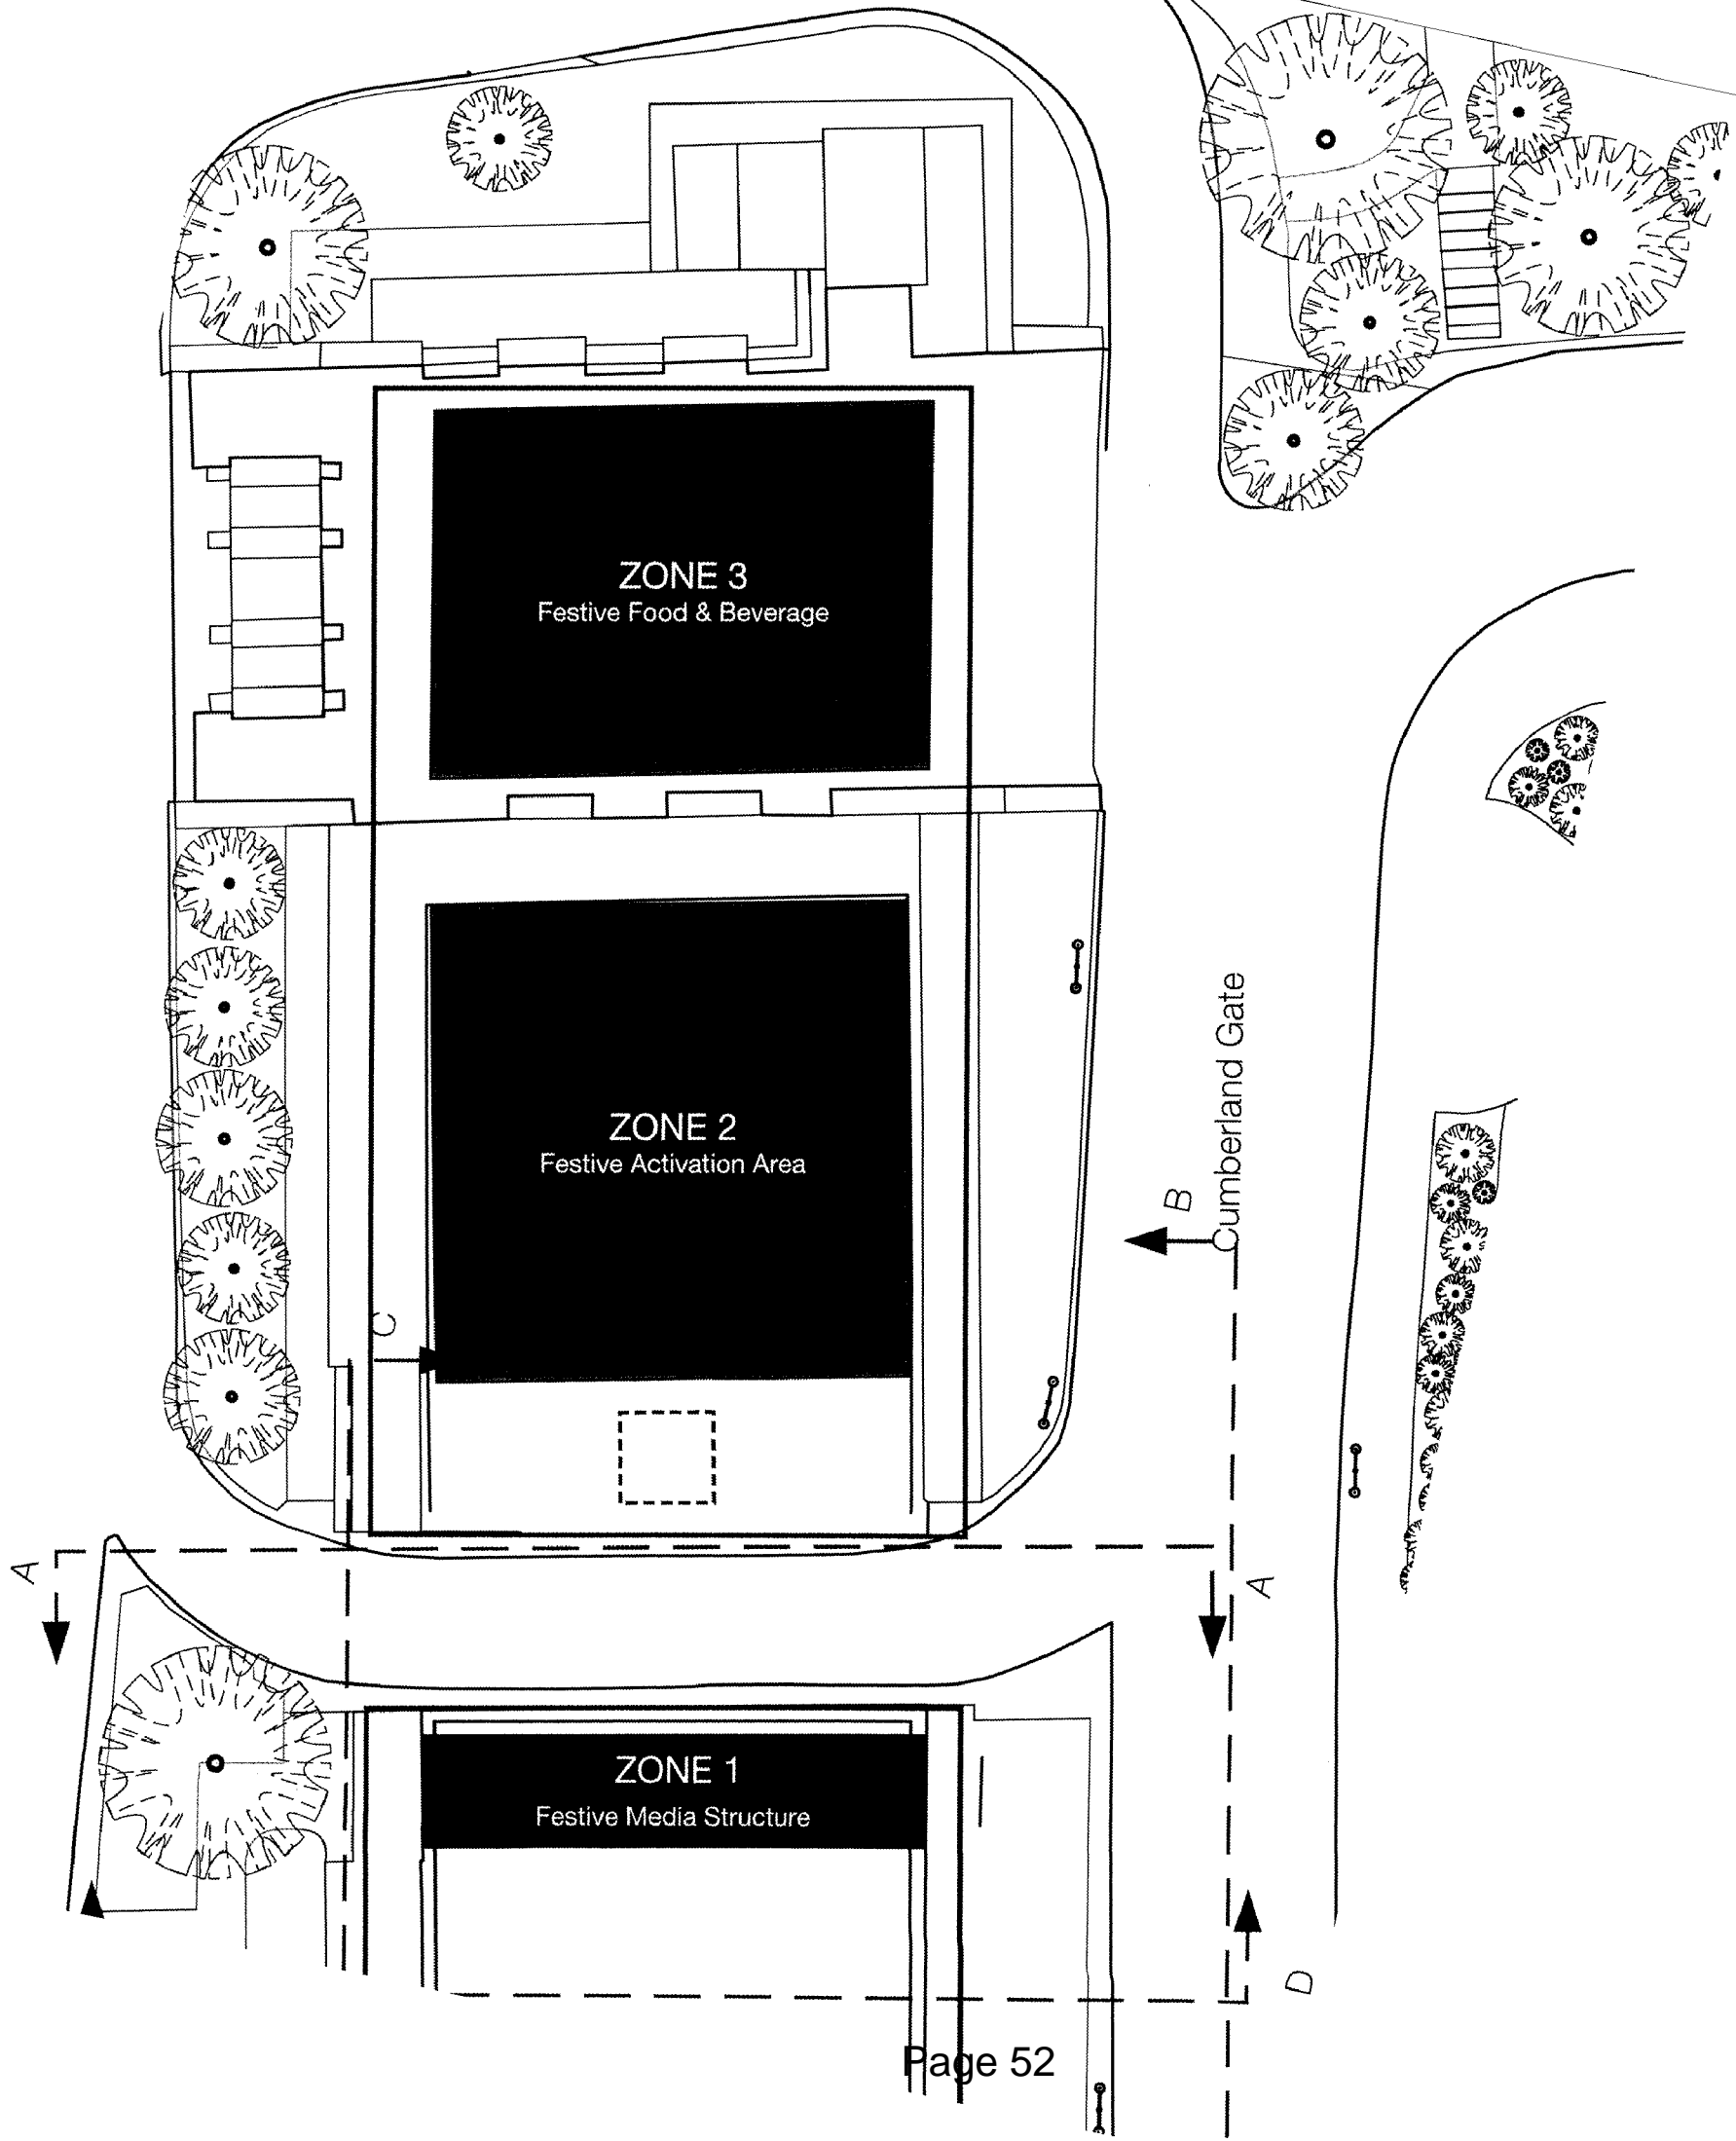 ZONE 3
Festive Food & Beverage
ZONE 2
Festive Activation Area
B
Cumberland Gate
C
A
A
ZONE 1
Festive Media Structure
D
Page 52